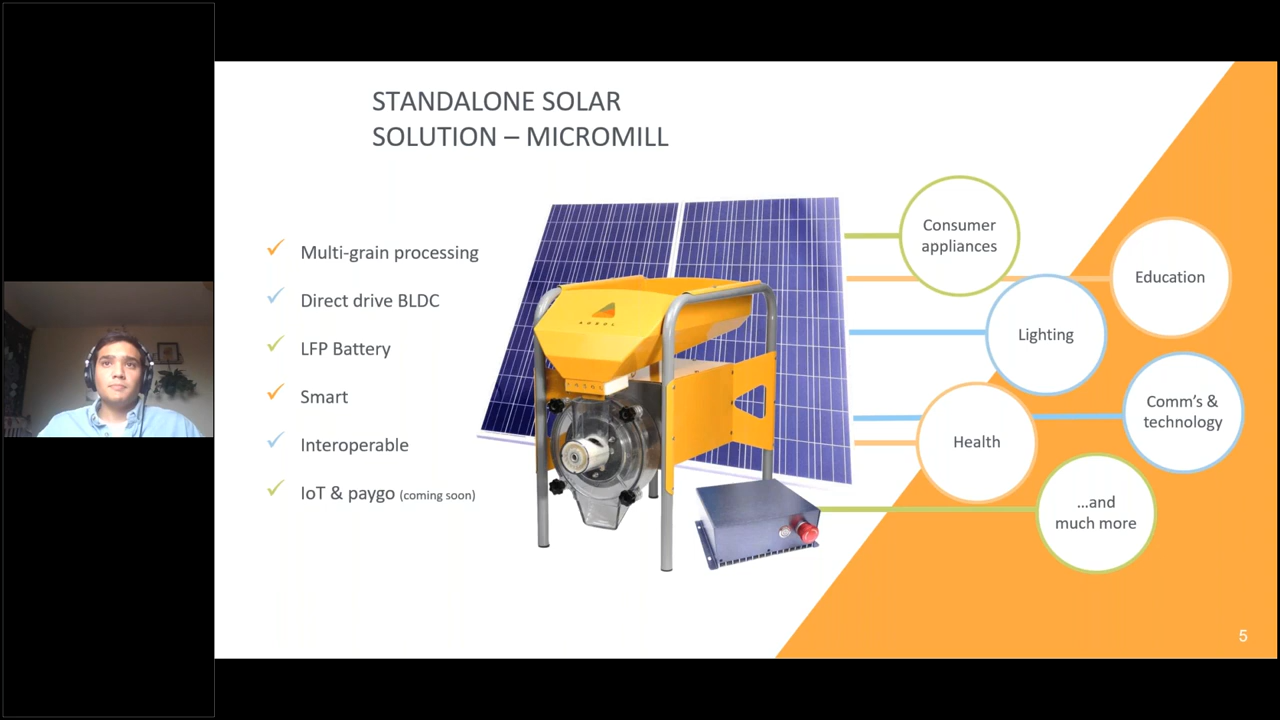 STANDALONE SOLAR
SOLUTION – MICROMILL
Multi-grain processing
Direct drive BLDC
LFP Battery
Smart
Interoperable
IoT & paygo (coming soon)
AGSOL
Consumer
appliances
Education
Lighting
Comm's &
technology
Health
...and
much more
5